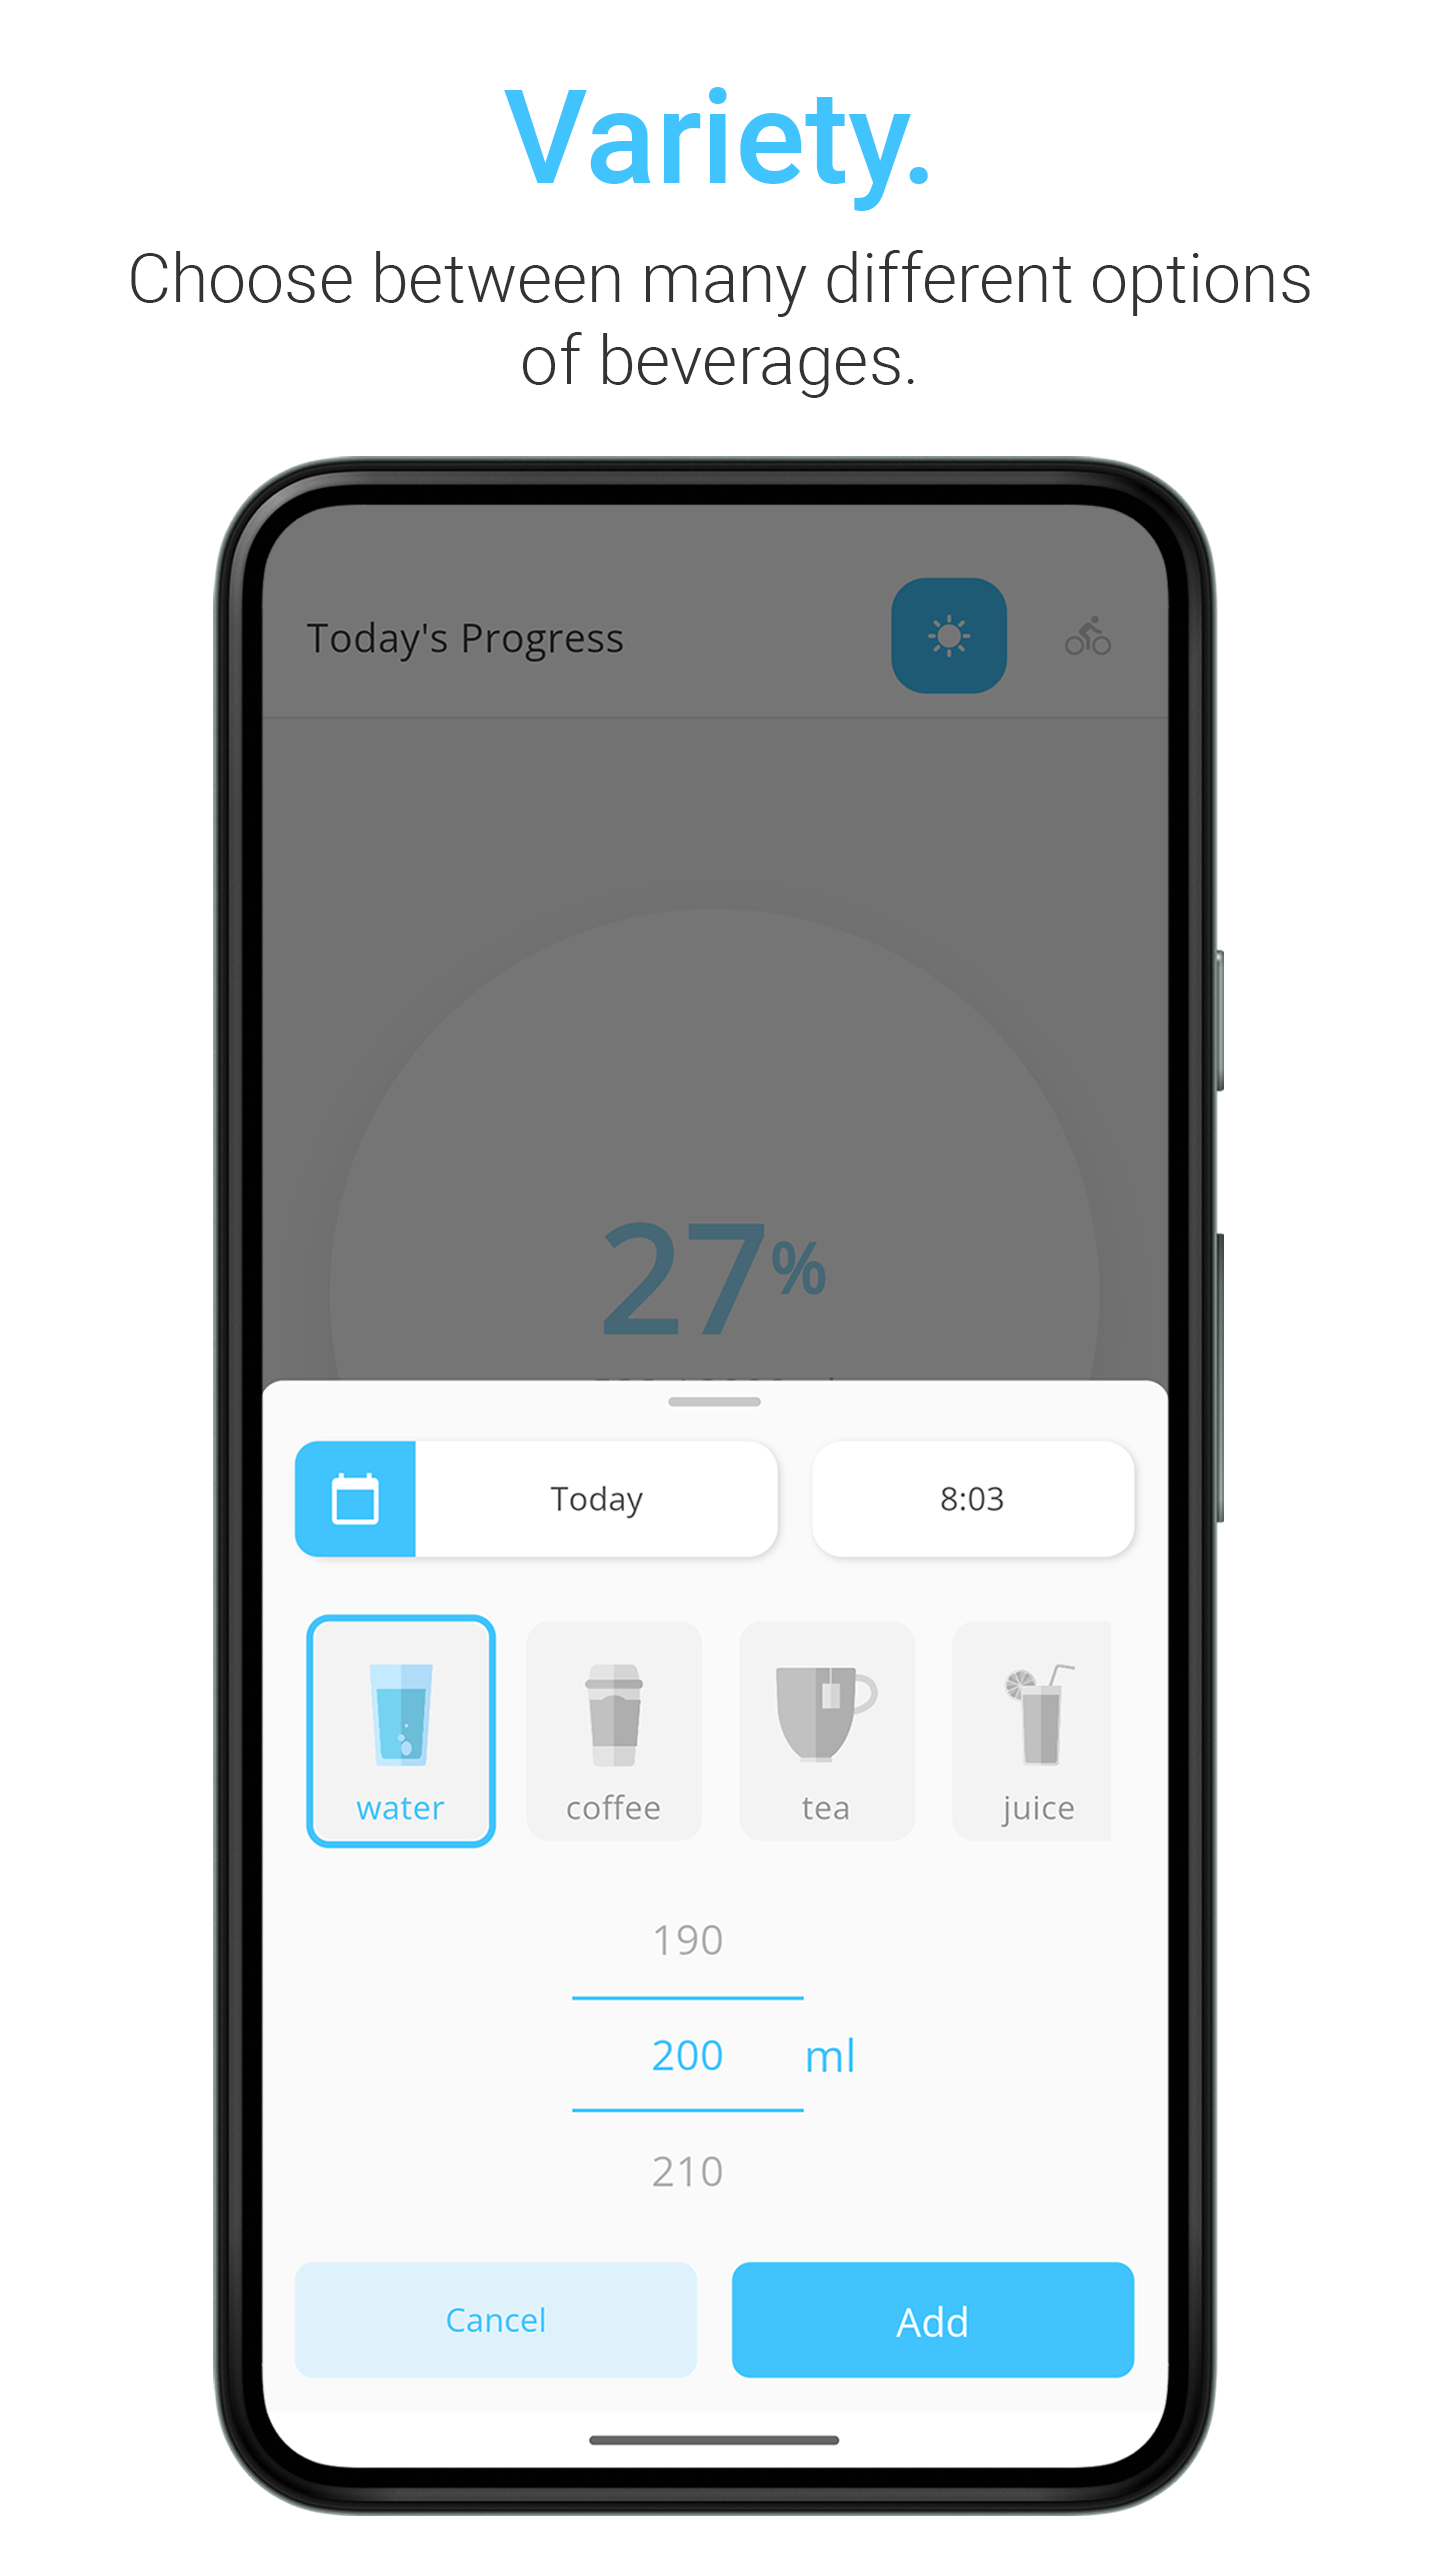 Variety.
Choose between many different options
of beverages.
Today's Progress
27%
Today
8:03
water
coffee
tea
juice
190
200 ml
210
Cancel
Add